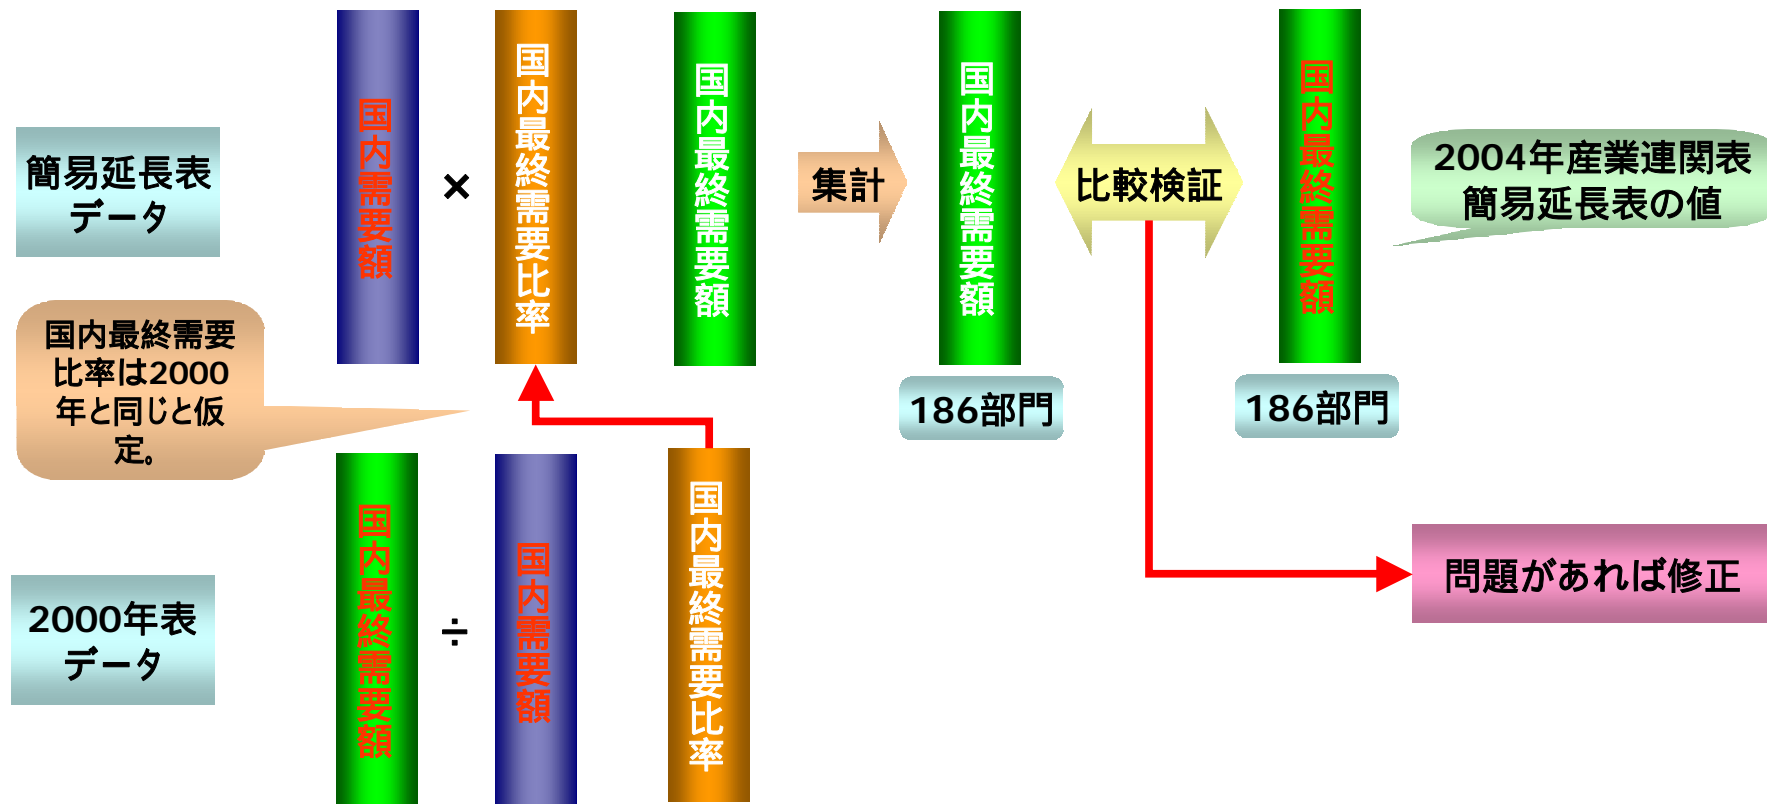 簡易延長表
データ
国内需要額
×
国内最終需要比率
国内最終需要額
集計
国内最終需要額
186部門
比較検証
国内最終需要額
186部門
2004年産業連関表
簡易延長表の値
国内最終需要
比率は2000
年と同じと仮
定。
2000年表
データ
国内最終需要額
÷
国内需要額
国内最終需要比率
問題があれば修正